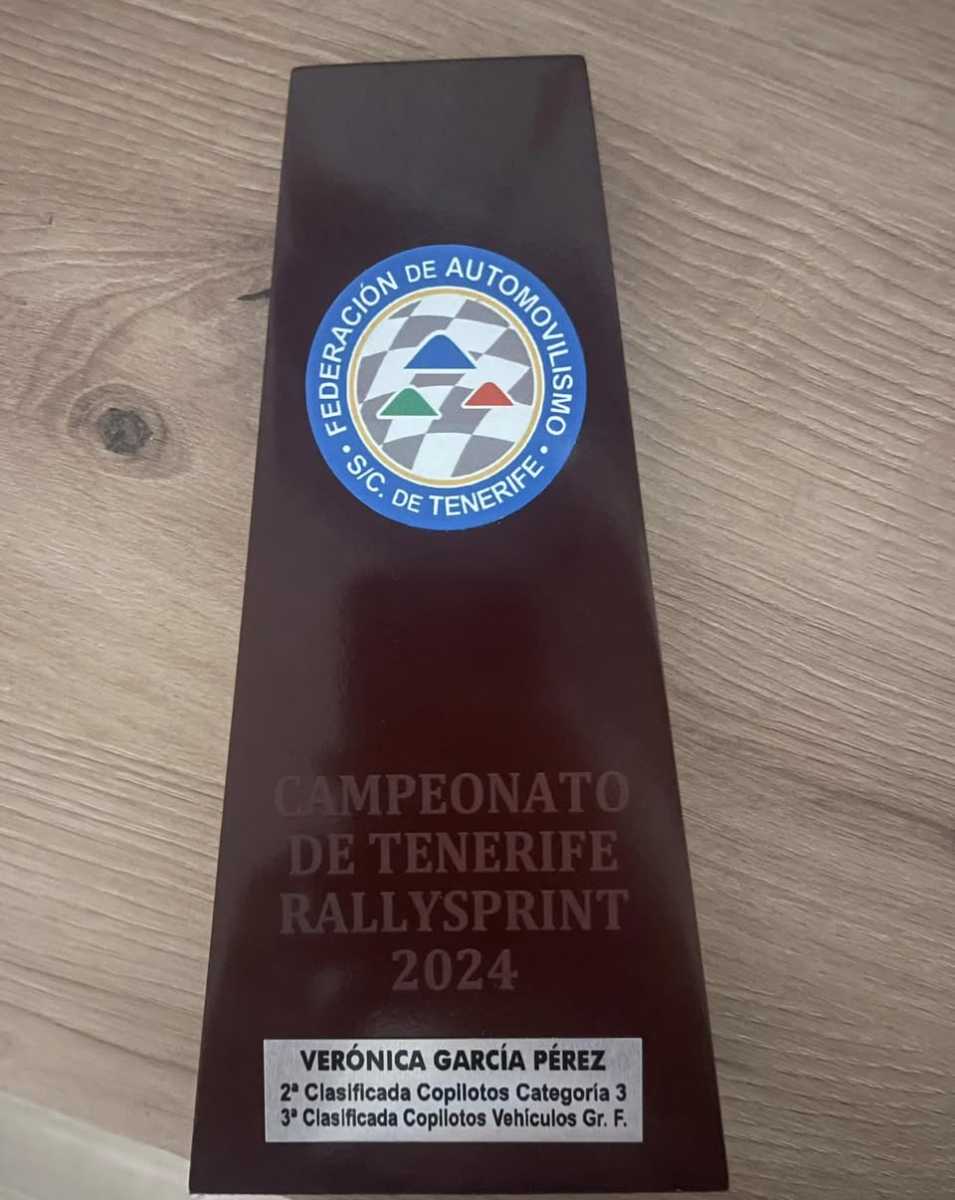 FEDERACIÓN DE AUTOMOVILISMO
S/C. DE TENERIFE
CAMPEONATO
DE TENERIFE
RALLYSPRINT
2024
VERÓNICA GARCÍA PÉREZ
2ª Clasificada Copilotos Categoría 3
3ª Clasificada Copilotos Vehículos Gr. F.